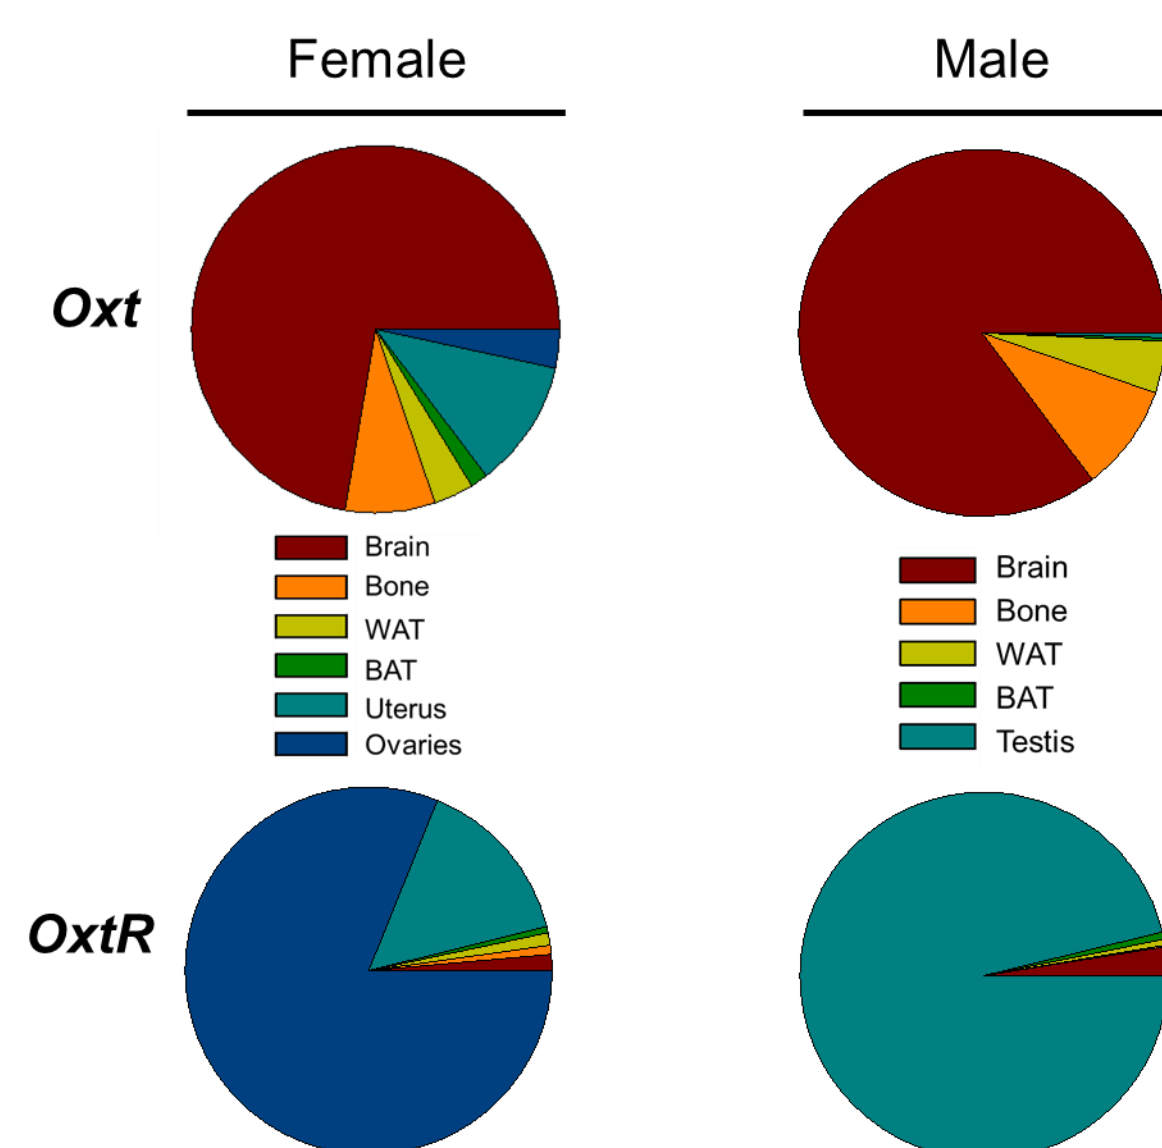 Female
Male
Oxt
Brain
Bone
WAT
BAT
Uterus
Ovaries
Brain
Bone
WAT
BAT
Testis
OxtR